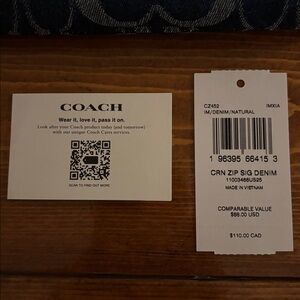 COACH
Wear it, love it, pass it on.
Look after your Coach product today (and tomorrow)
with our unique Coach Care services.
SCAN TO FIND OUT MORE
CZ452 IMXIA
IM/DENIM/NATURAL
1 96395 66415 3
CRN ZIP SIG DENIM
MADE IN VIETNAM
COMPARABLE VALUE
$88.00 USD
$110.00 CAD